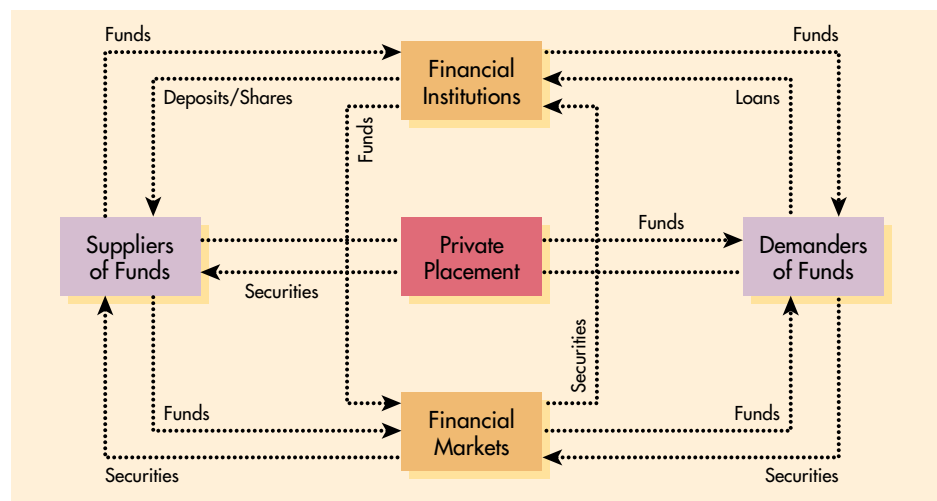 Funds
Funds
Financial
Institutions
Deposits/Shares
Loans
Funds
Suppliers
of Funds
Private
Placement
Funds
Demanders
of Funds
Securities
Securities
Funds
Financial
Markets
Funds
Securities
Securities